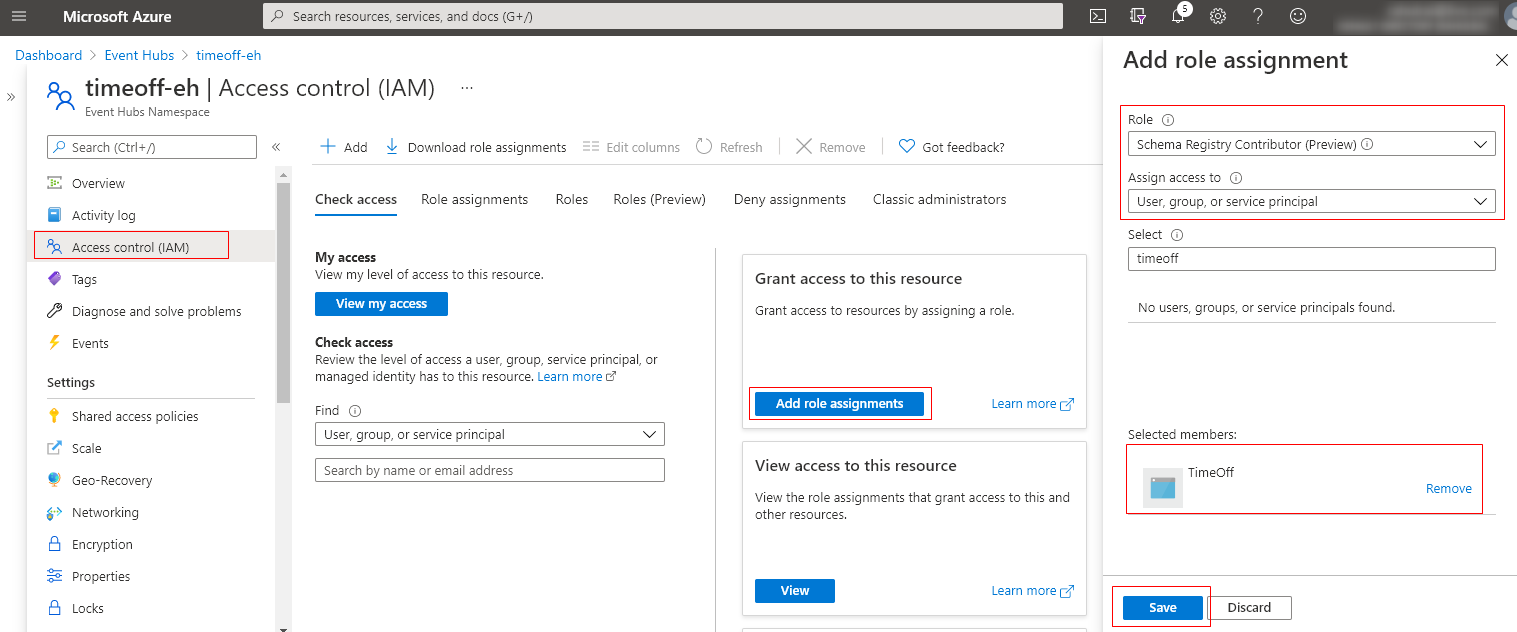 Microsoft Azure
Search resources, services, and docs (G+/)
5
Dashboard > Event Hubs > timeoff-eh
timeoff-eh | Access control (IAM) ...
Event Hubs Namespace
Search (Ctrl+/)
Overview
Activity log
Access control (IAM)
Tags
Diagnose and solve problems
Events
Settings
Shared access policies
Scale
Geo-Recovery
Networking
Encryption
Properties
Locks
Add
Download role assignments
Edit columns
Refresh
Remove
Got feedback?
Check access
Role assignments
Roles
Roles (Preview)
Deny assignments
Classic administrators
My access
View my level of access to this resource.
View my access
Check access
Review the level of access a user, group, service principal, or
managed identity has to this resource. Learn more
Find
User, group, or service principal
Search by name or email address
Grant access to this resource
Grant access to resources by assigning a role.
Add role assignments
Learn more
View access to this resource
View the role assignments that grant access to this and
other resources.
View
Learn more
Add role assignment
Role
Schema Registry Contributor (Preview)
Assign access to
User, group, or service principal
Select
timeoff
No users, groups, or service principals found.
Selected members:
TimeOff
Remove
Save
Discard